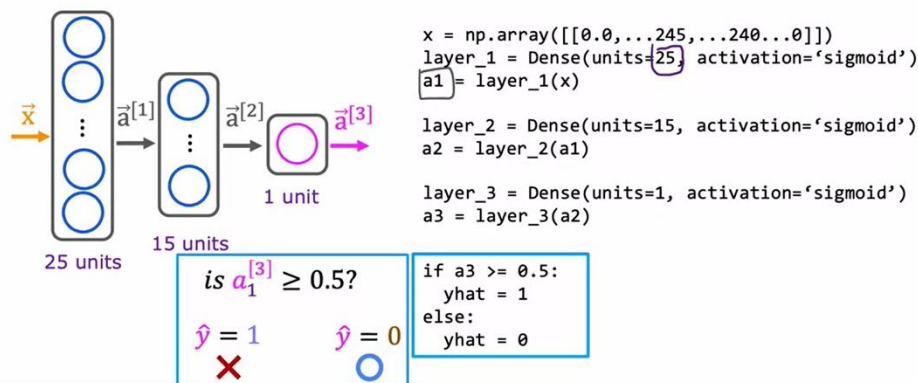 x⃗
a⃗[1]
a⃗[2]
a⃗[3]
25 units
15 units
1 unit
x = np.array([[0.0,...245,...240...0]])
layer_1 = Dense(units=25, activation=‘sigmoid’)
a1 = layer_1(x)
layer_2 = Dense(units=15, activation=‘sigmoid’)
a2 = layer_2(a1)
layer_3 = Dense(units=1, activation=‘sigmoid’)
a3 = layer_3(a2)
is a₁[3] ≥ 0.5?
ŷ = 1 ŷ = 0
if a3 >= 0.5:
  yhat = 1
else:
  yhat = 0